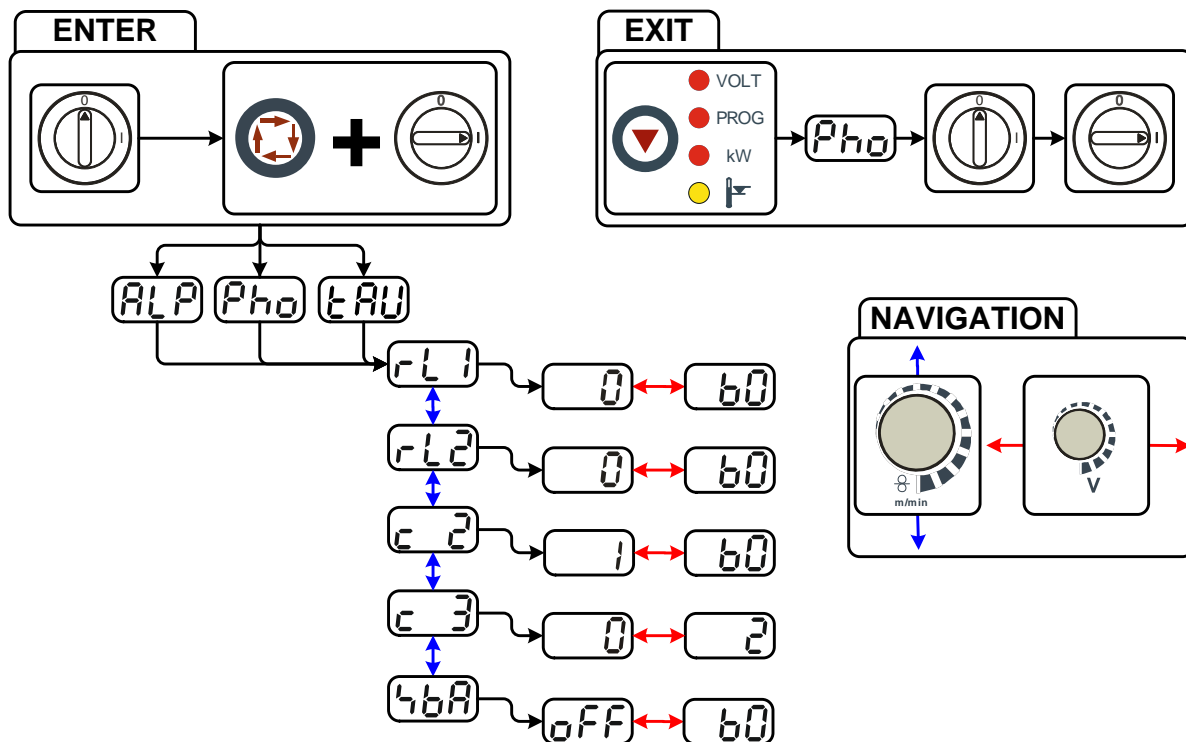 ENTER
0
I
0
I
EXIT
VOLT
PROG
kW
Pho
0
I
0
I
ALP Pho tAU
NAVIGATION
m/min
V
rL1 0 b0
rL2 0 b0
c 2 1 b0
c 3 0 2
SbA oFF b0